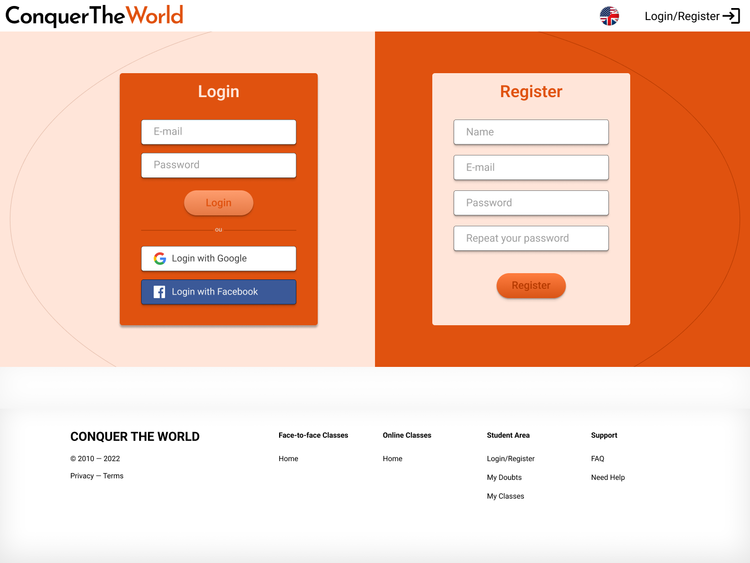 ConquerTheWorld
Login/Register
Login
E-mail
Password
Login
ou
Login with Google
Login with Facebook
Register
Name
E-mail
Password
Repeat your password
Register
CONQUER THE WORLD
© 2010 — 2022
Privacy — Terms
Face-to-face Classes
Home
Online Classes
Home
Student Area
Login/Register
My Doubts
My Classes
Support
FAQ
Need Help